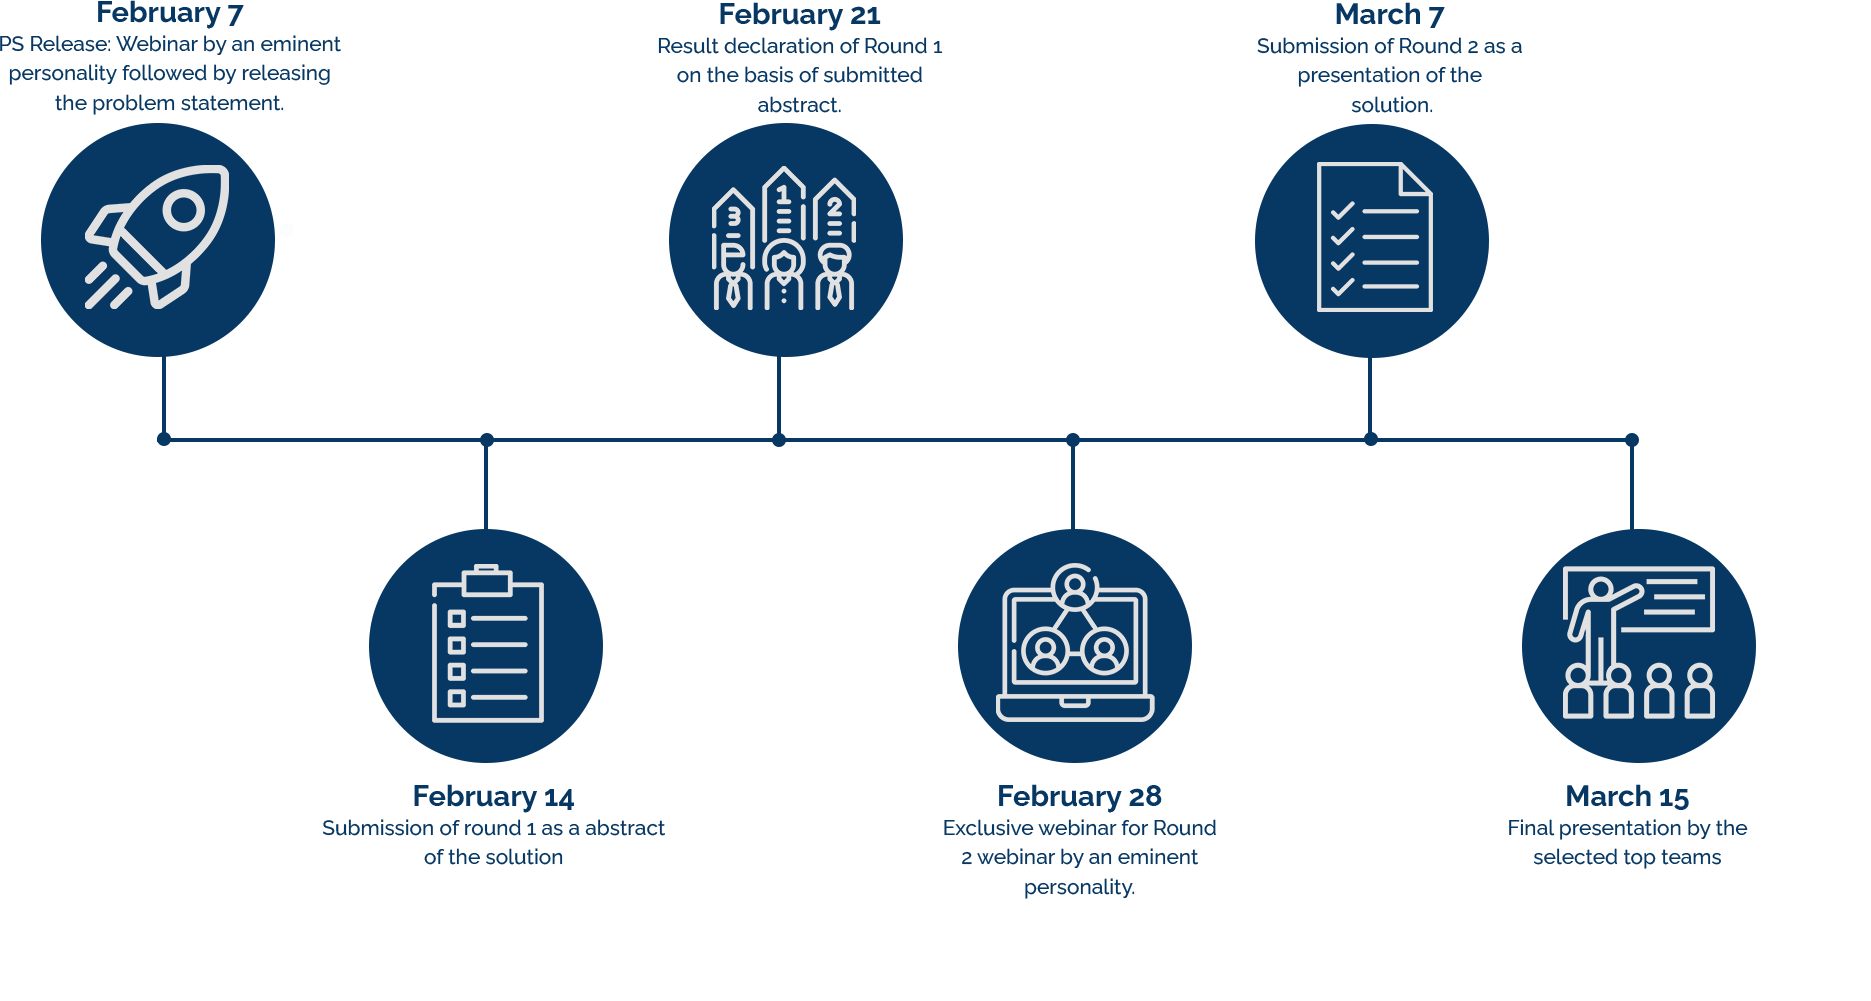 February 7
PS Release: Webinar by an eminent
personality followed by releasing
the problem statement.
February 21
Result declaration of Round 1
on the basis of submitted
abstract.
March 7
Submission of Round 2 as a
presentation of the
solution.
3
1
2
February 14
Submission of round 1 as a abstract
of the solution
February 28
Exclusive webinar for Round
2 webinar by an eminent
personality.
March 15
Final presentation by the
selected top teams